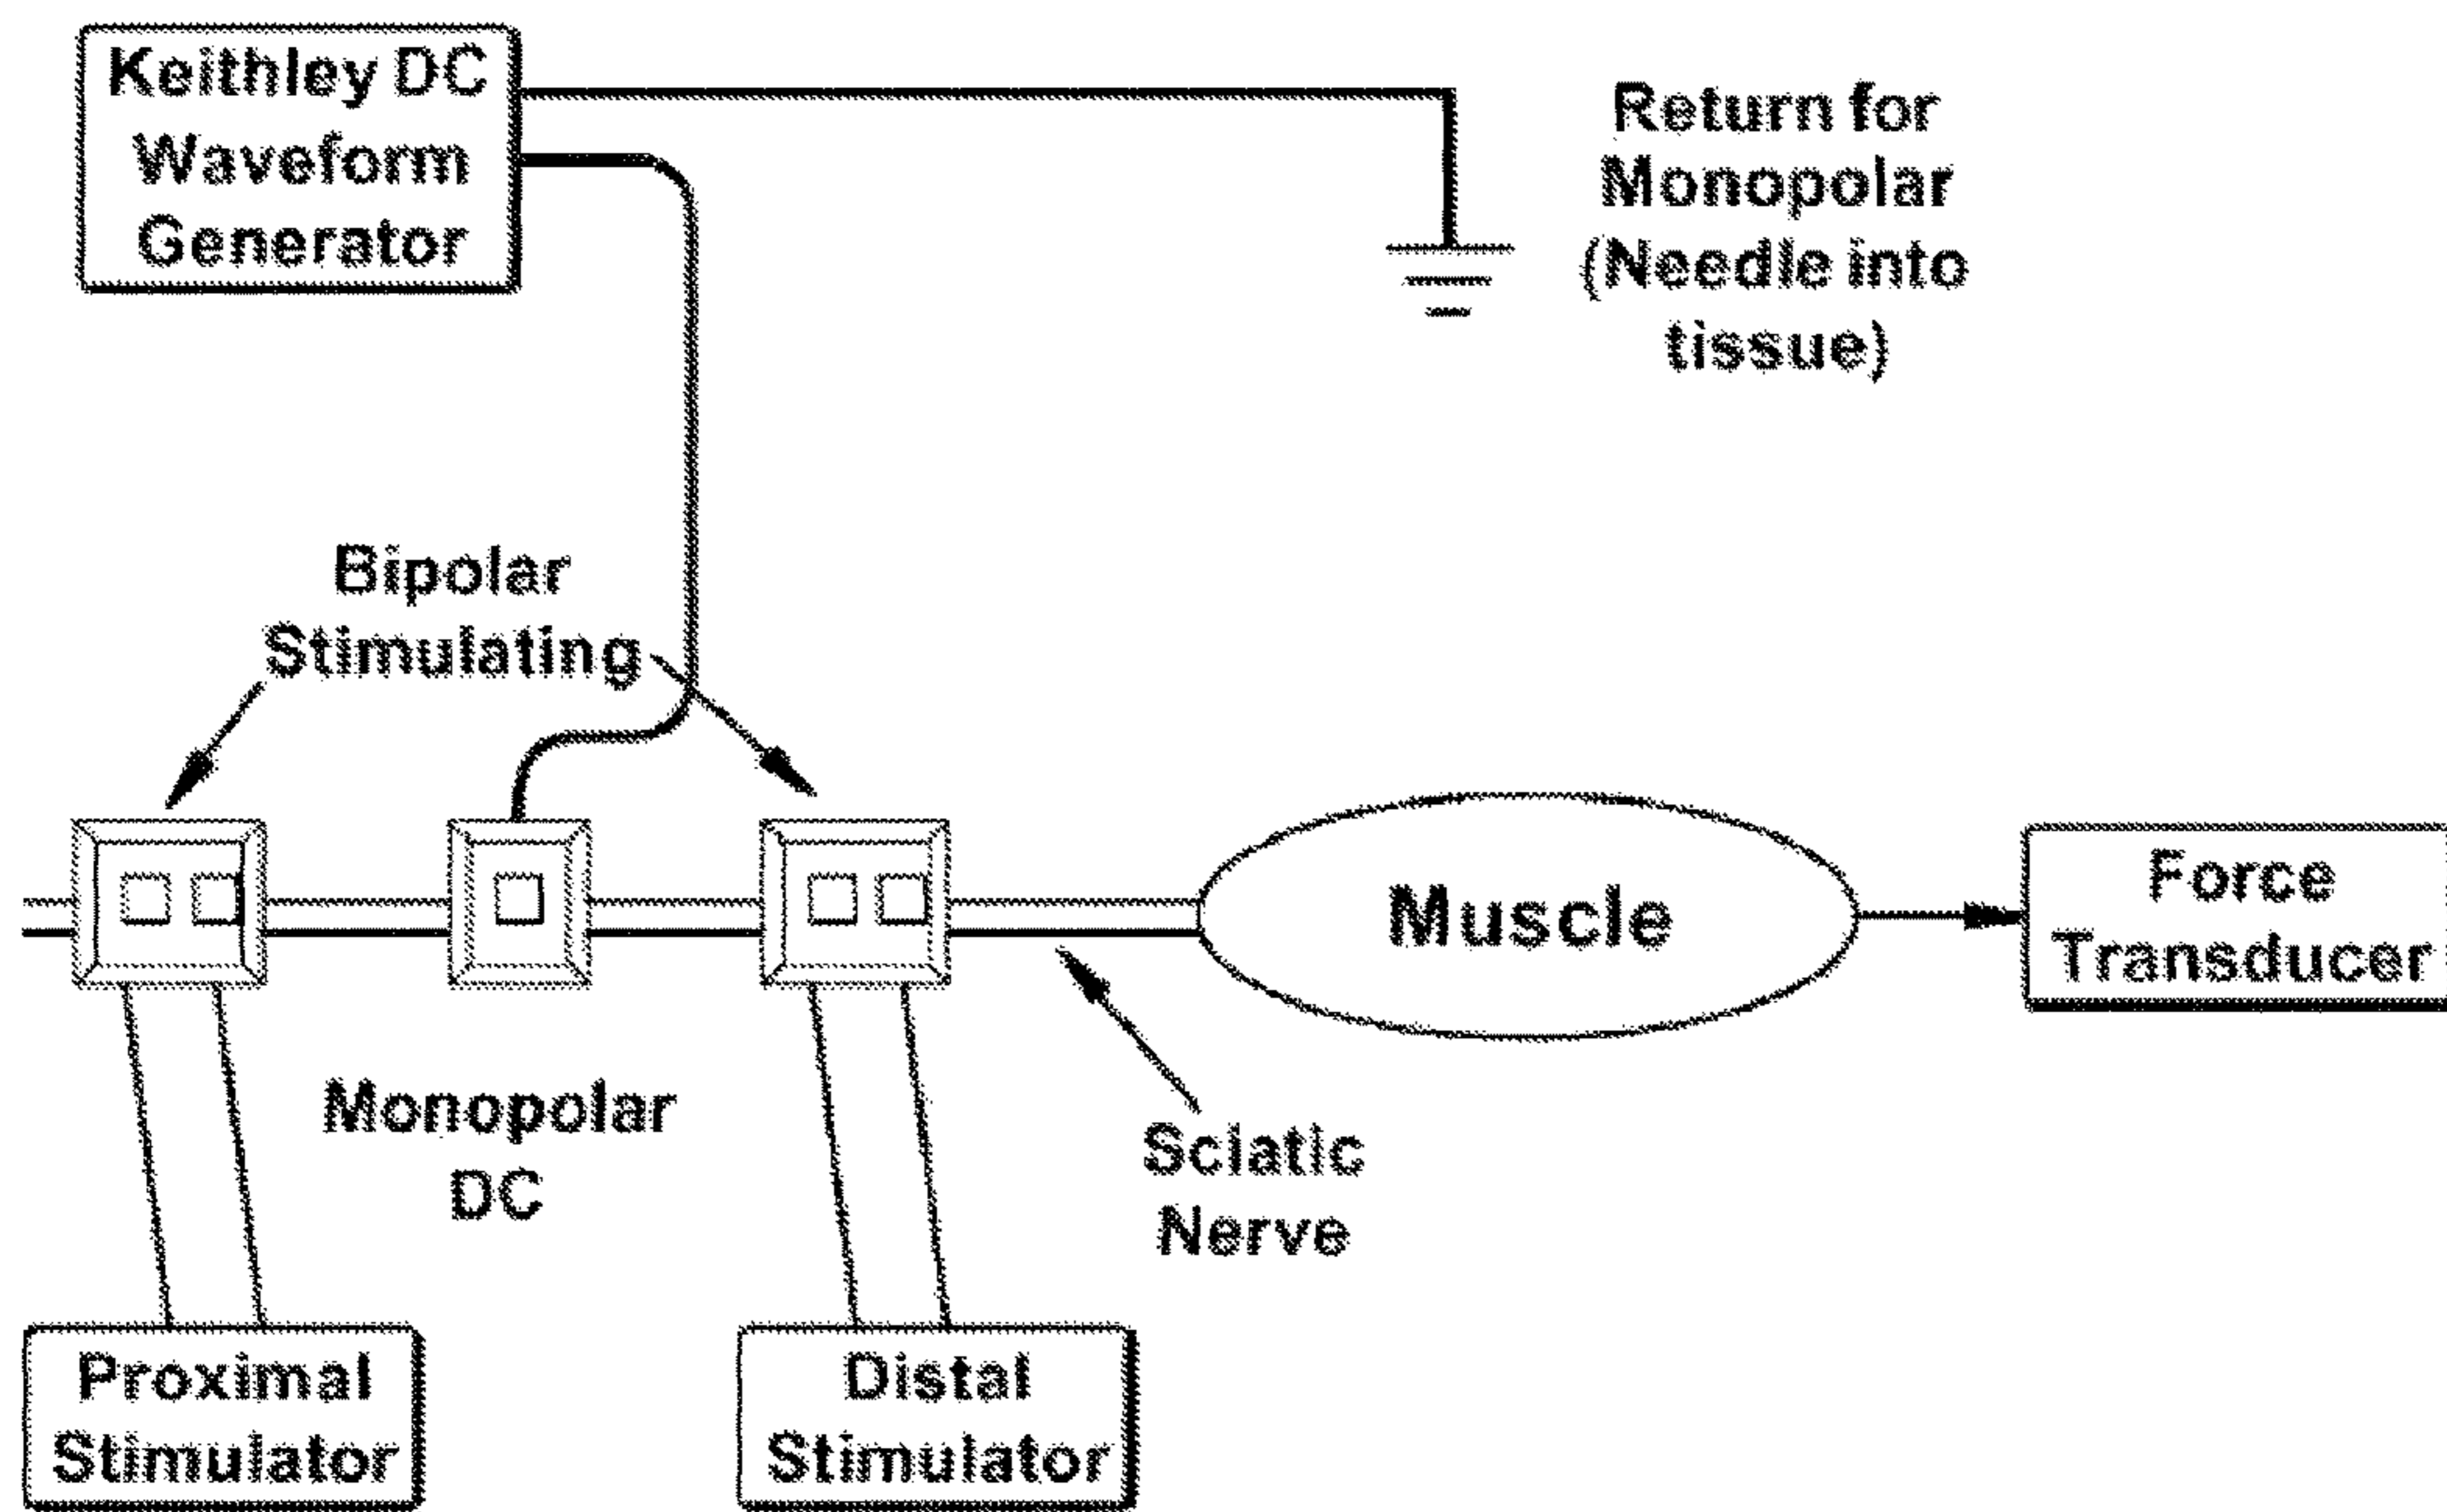 Keithley DC
Waveform
Generator
Return for
Monopolar
(Needle into
tissue)
Bipolar
Stimulating
Muscle
Force
Transducer
Monopolar
DC
Sciatic
Nerve
Proximal
Stimulator
Distal
Stimulator